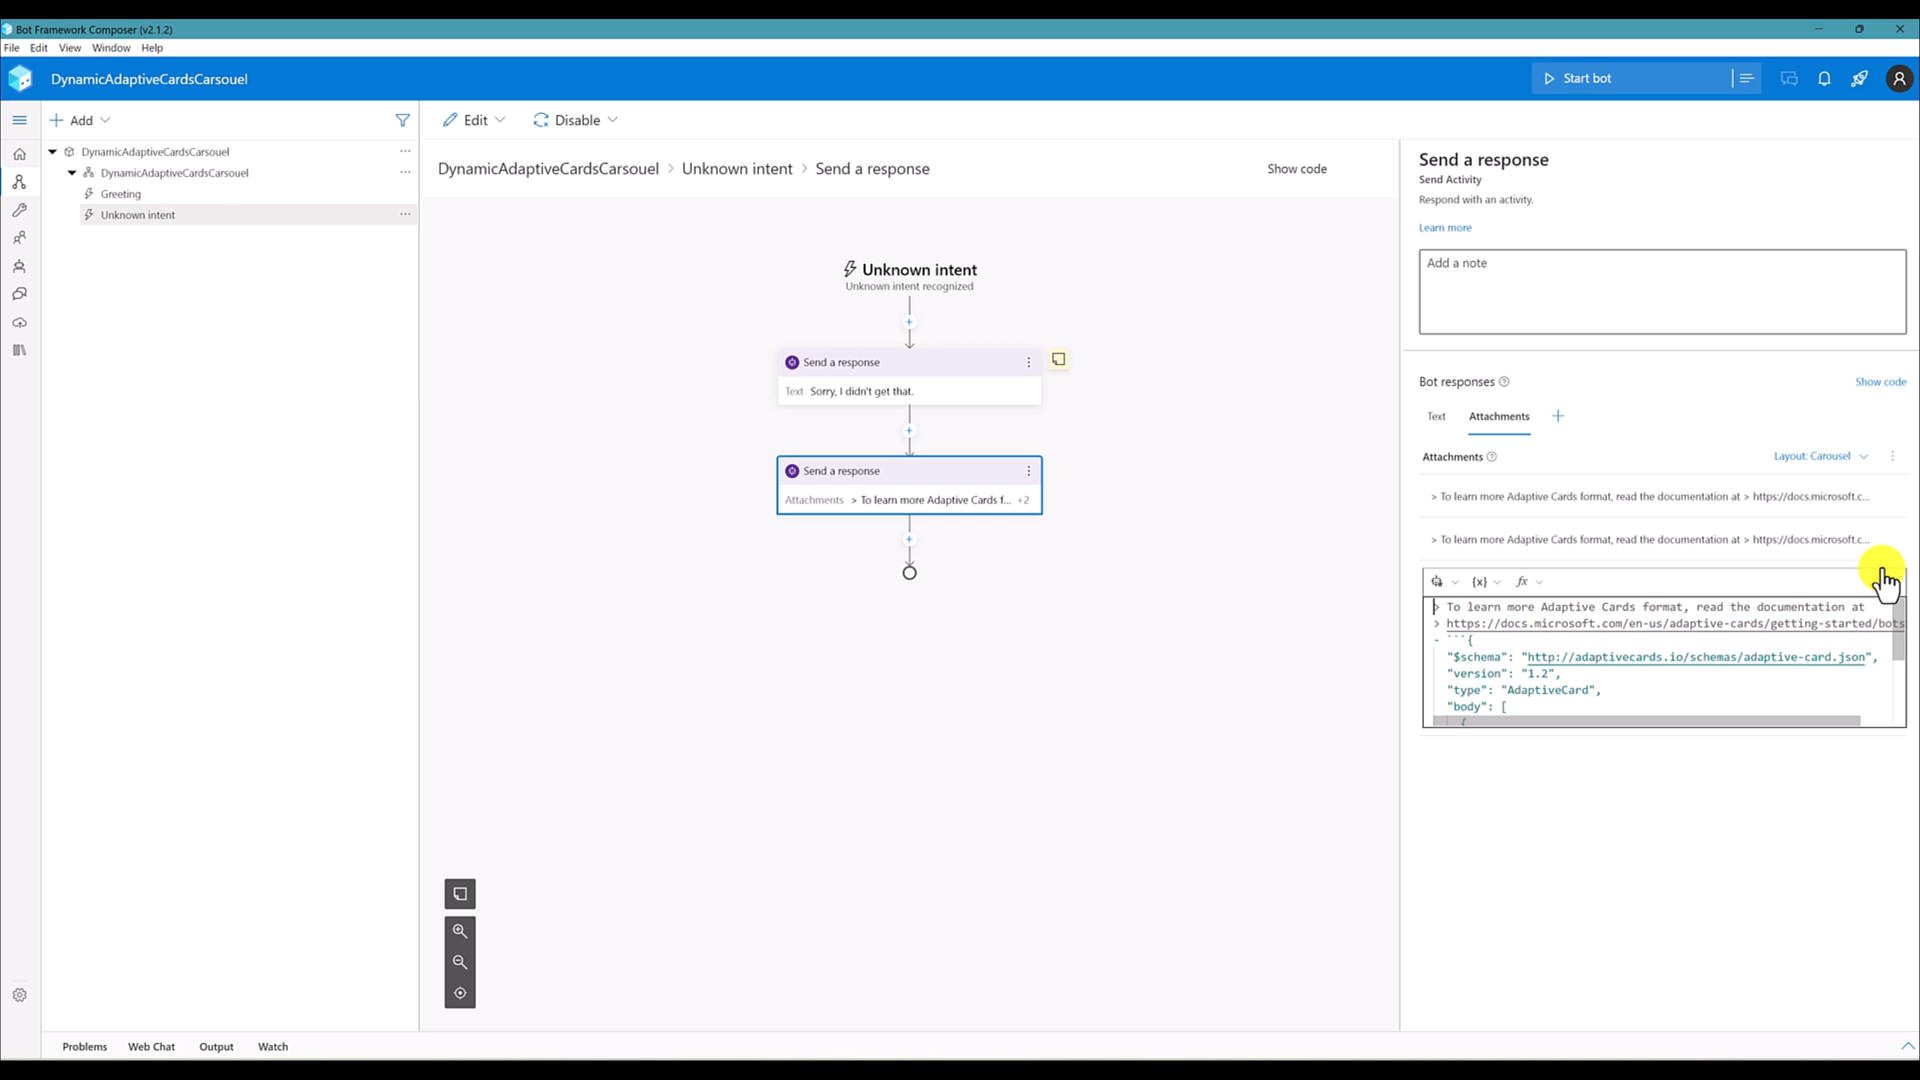 Bot Framework Composer (v2.1.2)
File Edit View Window Help
DynamicAdaptiveCardsCarsouel
Start bot
Add
Edit
Disable
DynamicAdaptiveCardsCarsouel
DynamicAdaptiveCardsCarsouel
Greeting
Unknown intent
DynamicAdaptiveCardsCarsouel > Unknown intent > Send a response
Show code
Unknown intent
Unknown intent recognized
Send a response
Text Sorry, I didn't get that.
Send a response
Attachments > To learn more Adaptive Cards f... +2
Send a response
Send Activity
Respond with an activity.
Learn more
Add a note
Bot responses
Show code
Text Attachments
Attachments
Layout: Carousel
> To learn more Adaptive Cards format, read the documentation at > https://docs.microsoft.c...
> To learn more Adaptive Cards format, read the documentation at > https://docs.microsoft.c...
{x} fx
> To learn more Adaptive Cards format, read the documentation at
> https://docs.microsoft.com/en-us/adaptive-cards/getting-started/bots
- ```{
"$schema": "http://adaptivecards.io/schemas/adaptive-card.json",
"version": "1.2",
"type": "AdaptiveCard",
"body": [
{
Problems Web Chat Output Watch